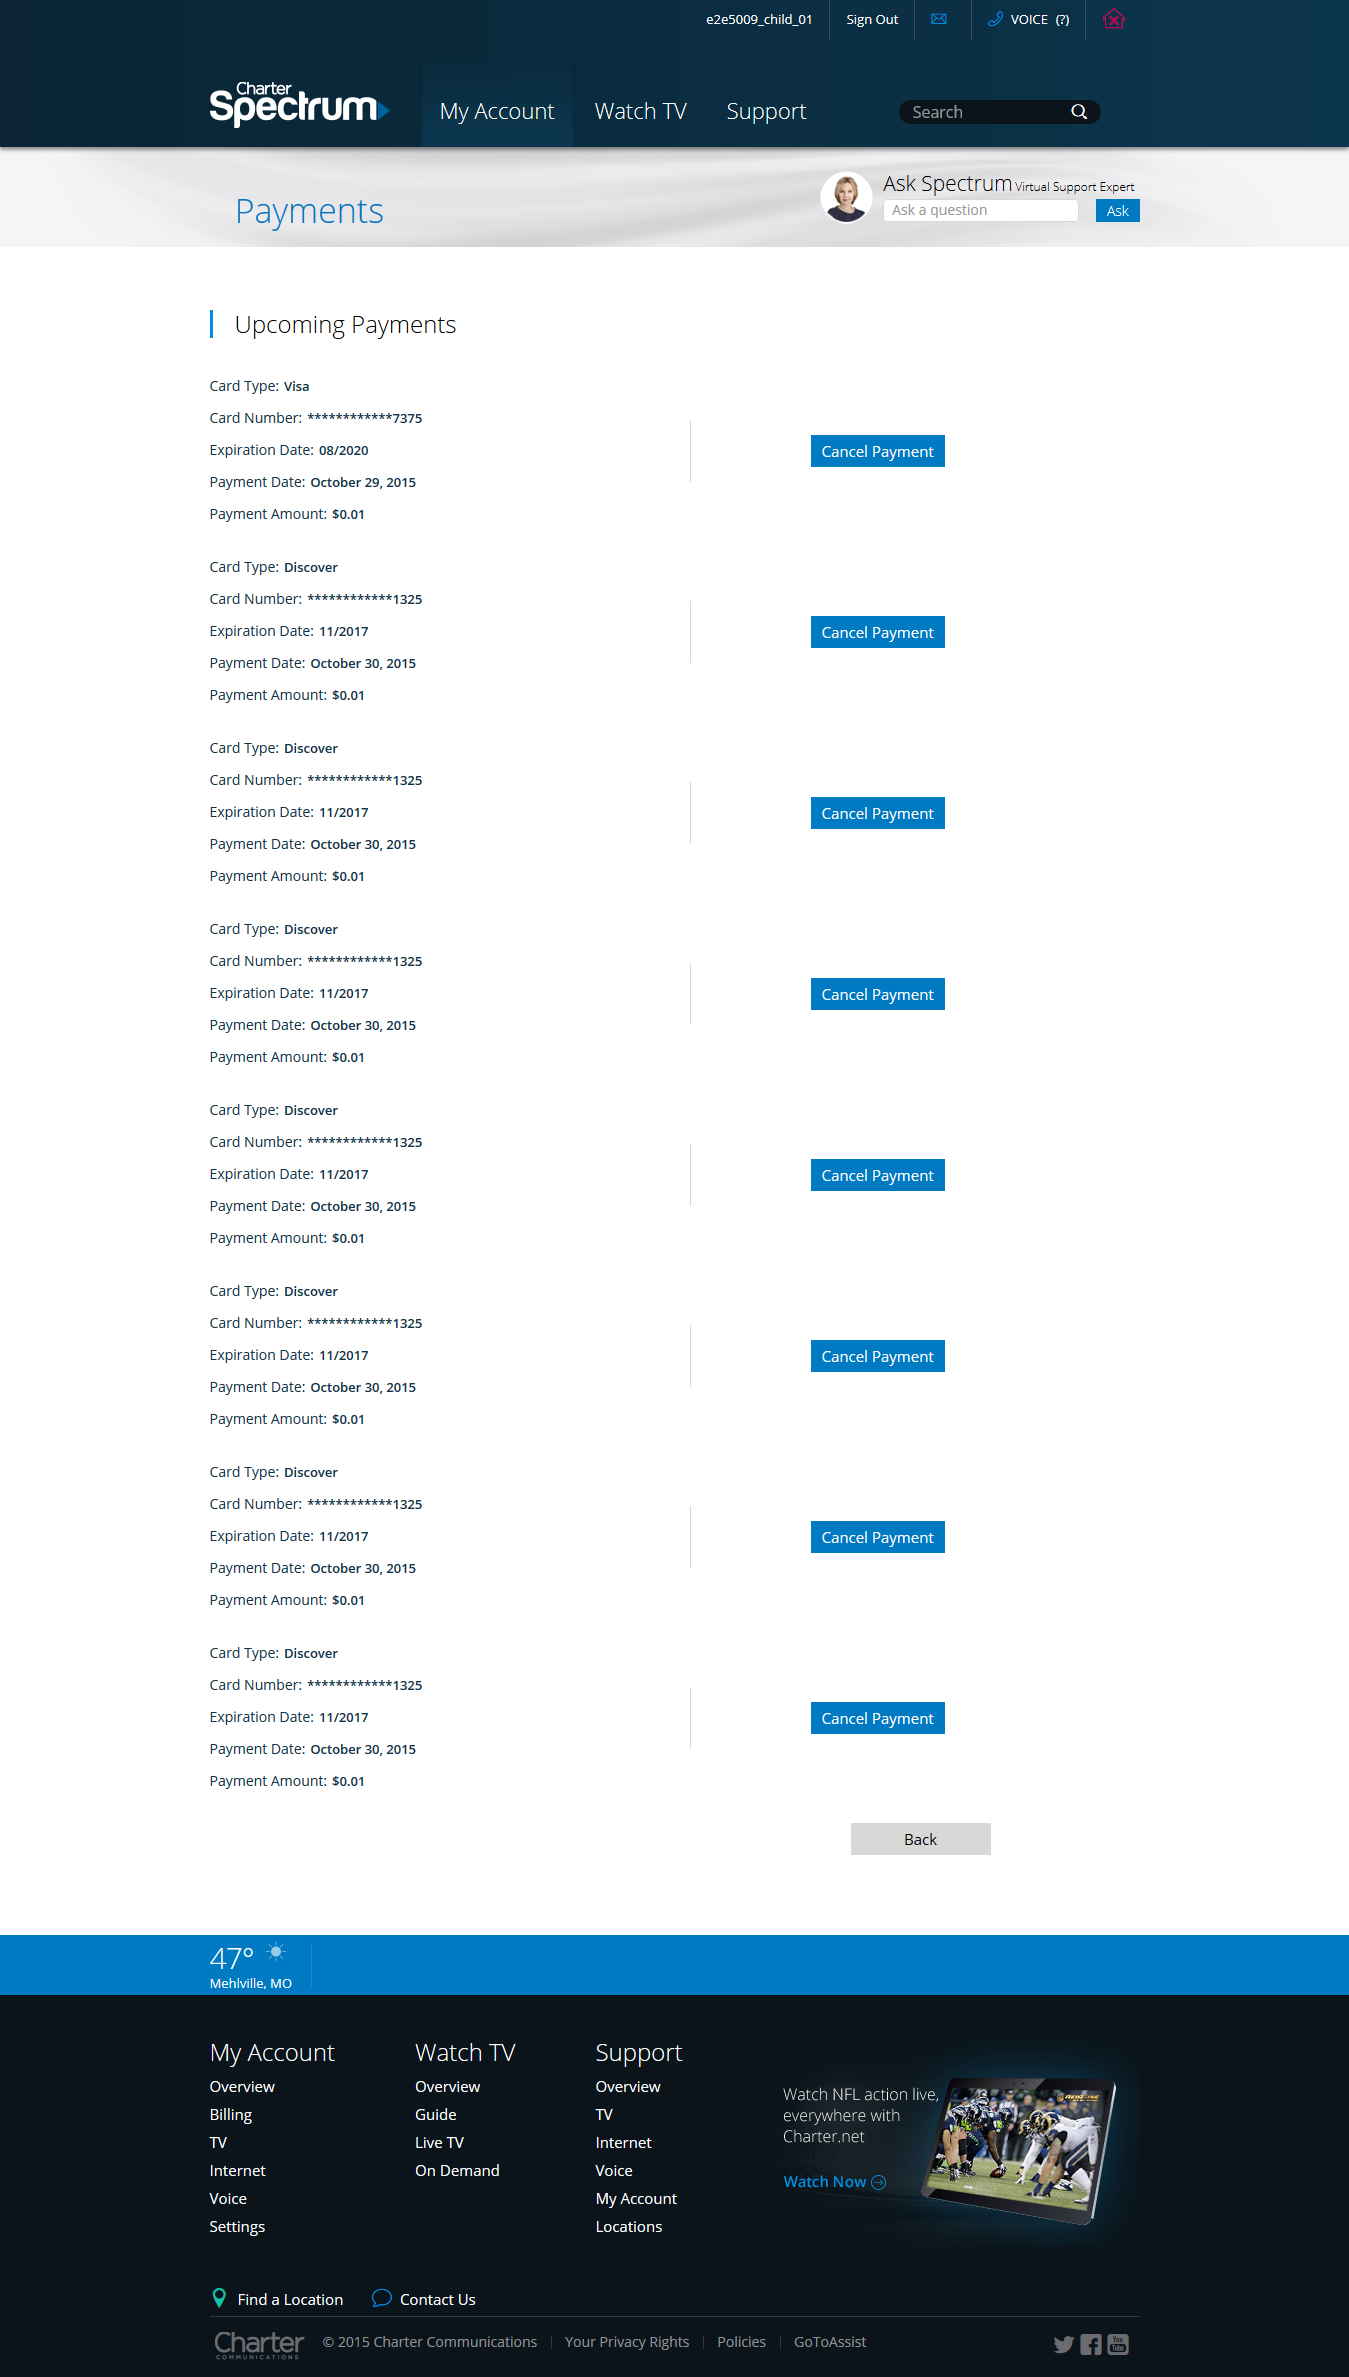 e2e5009_child_01 Sign Out VOICE (?)
Charter
Spectrum My Account Watch TV Support Search
Payments
Ask Spectrum Virtual Support Expert
Ask a question Ask
Upcoming Payments
Card Type: Visa
Card Number: ************7375
Expiration Date: 08/2020
Payment Date: October 29, 2015
Payment Amount: $0.01
Cancel Payment
Card Type: Discover
Card Number: ************1325
Expiration Date: 11/2017
Payment Date: October 30, 2015
Payment Amount: $0.01
Cancel Payment
Card Type: Discover
Card Number: ************1325
Expiration Date: 11/2017
Payment Date: October 30, 2015
Payment Amount: $0.01
Cancel Payment
Card Type: Discover
Card Number: ************1325
Expiration Date: 11/2017
Payment Date: October 30, 2015
Payment Amount: $0.01
Cancel Payment
Card Type: Discover
Card Number: ************1325
Expiration Date: 11/2017
Payment Date: October 30, 2015
Payment Amount: $0.01
Cancel Payment
Card Type: Discover
Card Number: ************1325
Expiration Date: 11/2017
Payment Date: October 30, 2015
Payment Amount: $0.01
Cancel Payment
Card Type: Discover
Card Number: ************1325
Expiration Date: 11/2017
Payment Date: October 30, 2015
Payment Amount: $0.01
Cancel Payment
Card Type: Discover
Card Number: ************1325
Expiration Date: 11/2017
Payment Date: October 30, 2015
Payment Amount: $0.01
Cancel Payment
Back
47°
Mehlville, MO
My Account
Overview
Billing
TV
Internet
Voice
Settings
Watch TV
Overview
Guide
Live TV
On Demand
Support
Overview
TV
Internet
Voice
My Account
Locations
Watch NFL action live,
everywhere with
Charter.net
Watch Now
Find a Location Contact Us
Charter
COMMUNICATIONS
© 2015 Charter Communications Your Privacy Rights Policies GoToAssist
You
Tube